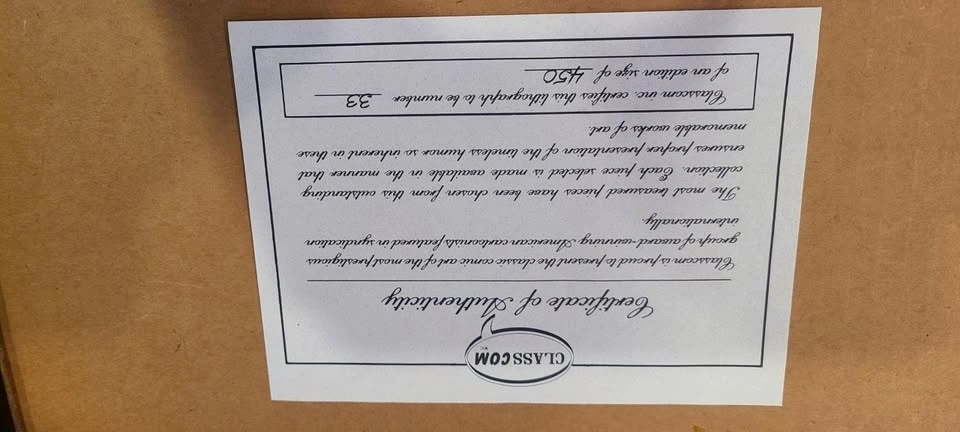 CLASSCOM
INC.
Certificate of Authenticity
Classcom is proud to present the classic comic art of the most prestigious
group of award-winning American cartoonists featured in syndication
internationally.
The most treasured pieces have been chosen from this outstanding
collection. Each piece selected is made available in the manner that
ensures proper presentation of the timeless humor so inherent in these
memorable works of art.
Classcom inc. certifies this lithograph to be number 33
of an edition size of 450